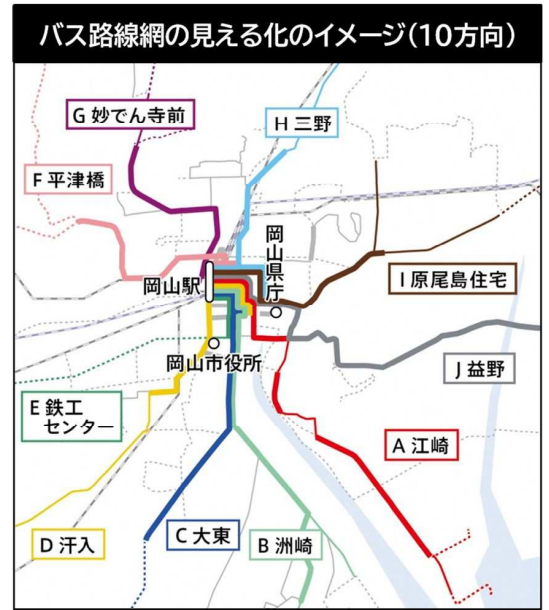 バス路線網の見える化のイメージ(10方向)
G 妙でん寺前
H 三野
F 平津橋
岡山県庁
岡山駅
I 原尾島住宅
岡山市役所
J 益野
E 鉄工
センター
A 江崎
D 汗入
C 大東
B 洲崎